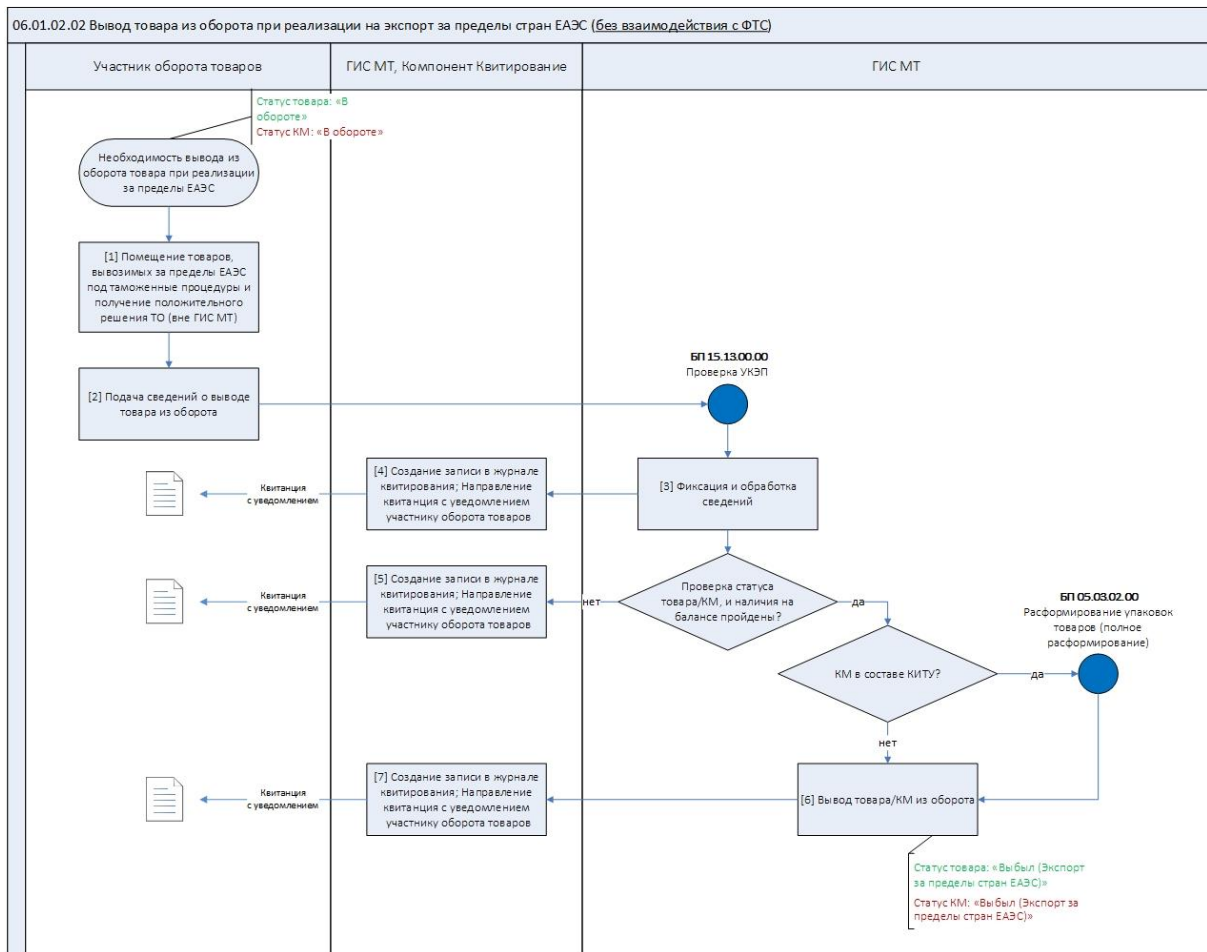 06.01.02.02 Вывод товара из оборота при реализации на экспорт за пределы стран ЕАЭС (без взаимодействия с ФТС)
Участник оборота товаров
ГИС МТ, Компонент Квитирование
ГИС МТ
Статус товара: «В
обороте»
Статус КМ: «В обороте»
Необходимость вывода из
оборота товара при реализации
за пределы ЕАЭС
[1] Помещение товаров,
вывозимых за пределы ЕАЭС
под таможенные процедуры и
получение положительного
решения ТО (вне ГИС МТ)
[2] Подача сведений о выводе
товара из оборота
БП 15.13.00.00
Проверка УКЭП
[3] Фиксация и обработка
сведений
[4] Создание записи в журнале
квитирования; Направление
квитанция с уведомлением
участнику оборота товаров
Квитанция
с уведомлением
Проверка статуса
товара/КМ, и наличия на
балансе пройдены?
нет
да
[5] Создание записи в журнале
квитирования; Направление
квитанция с уведомлением
участнику оборота товаров
Квитанция
с уведомлением
БП 05.03.02.00
Расформирование упаковок
товаров (полное
расформирование)
КМ в составе КИТУ?
да
нет
[6] Вывод товара/КМ из оборота
[7] Создание записи в журнале
квитирования; Направление
квитанция с уведомлением
участнику оборота товаров
Квитанция
с уведомлением
Статус товара: «Выбыл (Экспорт
за пределы стран ЕАЭС)»
Статус КМ: «Выбыл (Экспорт за
пределы стран ЕАЭС)»